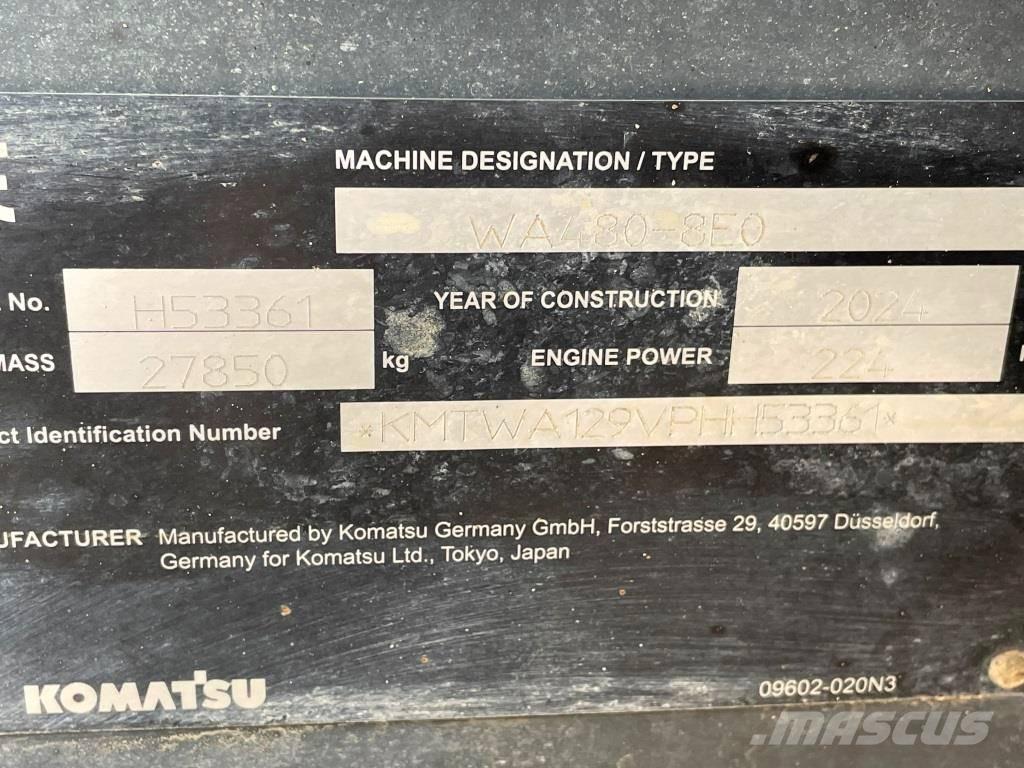 MACHINE DESIGNATION / TYPE
WA480-8E0
No. H53361 YEAR OF CONSTRUCTION 2024
MASS 27850 kg ENGINE POWER 224
ct Identification Number *KMTWA129VPHH53361*
UFACTURER Manufactured by Komatsu Germany GmbH, Forststrasse 29, 40597 Düsseldorf,
Germany for Komatsu Ltd., Tokyo, Japan
KOMATSU 09602-020N3
MASCUS